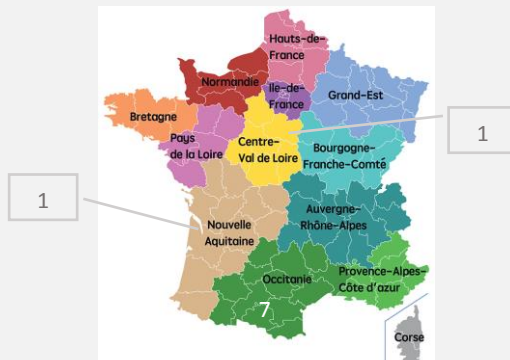 Hauts-de-
France
Normandie
Ile-de-
France
Grand-Est
Bretagne
Pays
de la Loire
Centre-
Val de Loire
Bourgogne-
Franche-Comté
1
1
Nouvelle
Aquitaine
Auvergne-
Rhône-Alpes
Occitanie
7
Provence-Alpes-
Côte d'azur
Corse